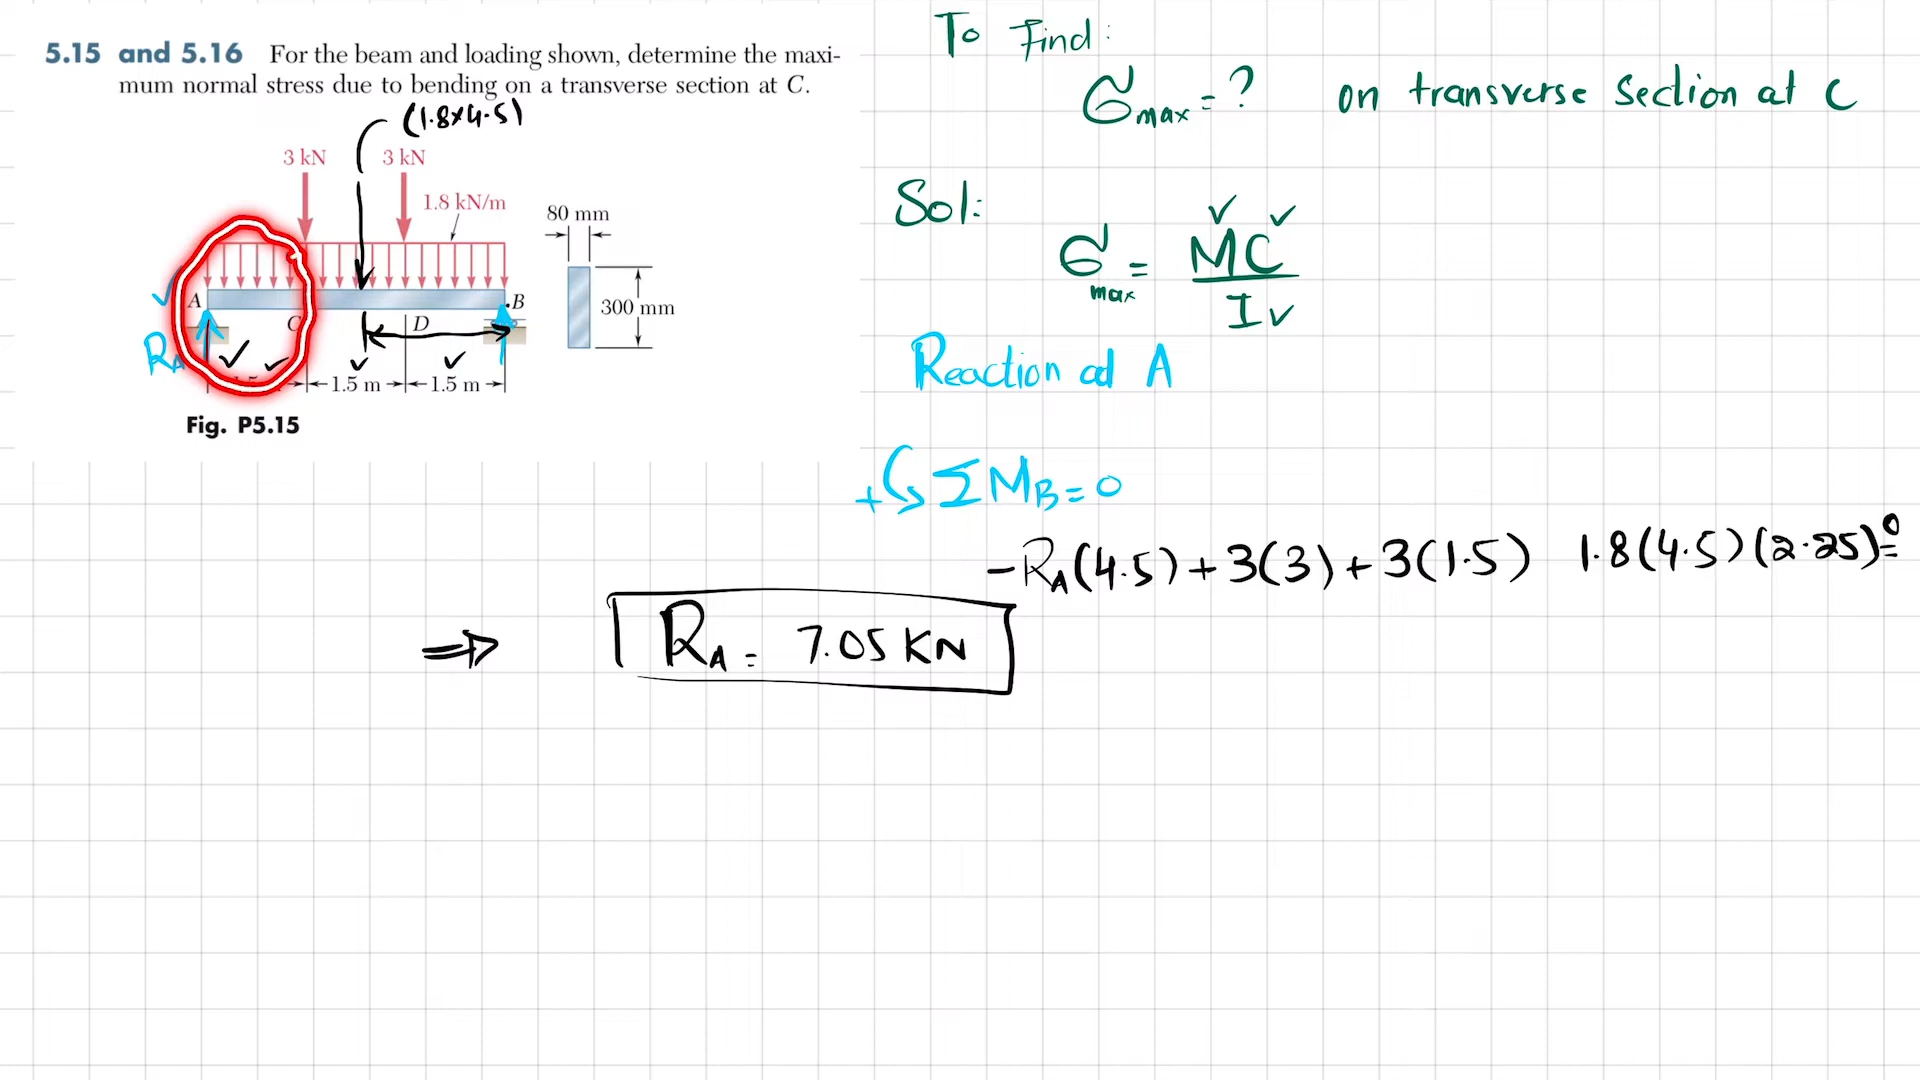 5.15 and 5.16 For the beam and loading shown, determine the maxi-
mum normal stress due to bending on a transverse section at C.
(1.8x4.5)
3 kN 3 kN
1.8 kN/m
80 mm
300 mm
A B
C D
RA
1.5 m 1.5 m
Fig. P5.15
To Find:
σmax = ? on transverse Section at C
Sol:
σmax = MC
I
Reaction at A
+↺ ΣMB = 0
-RA(4.5)+3(3)+3(1.5) 1.8(4.5)(2.25)=0
⇒ RA = 7.05 KN